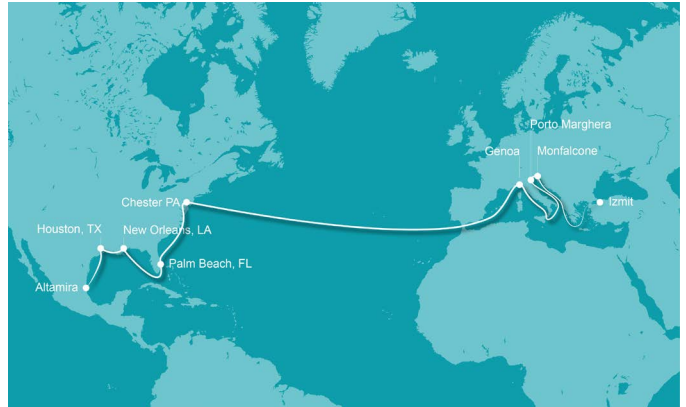 Porto Marghera
Genoa
Monfalcone
Chester PA
Izmit
Houston, TX
New Orleans, LA
Palm Beach, FL
Altamira